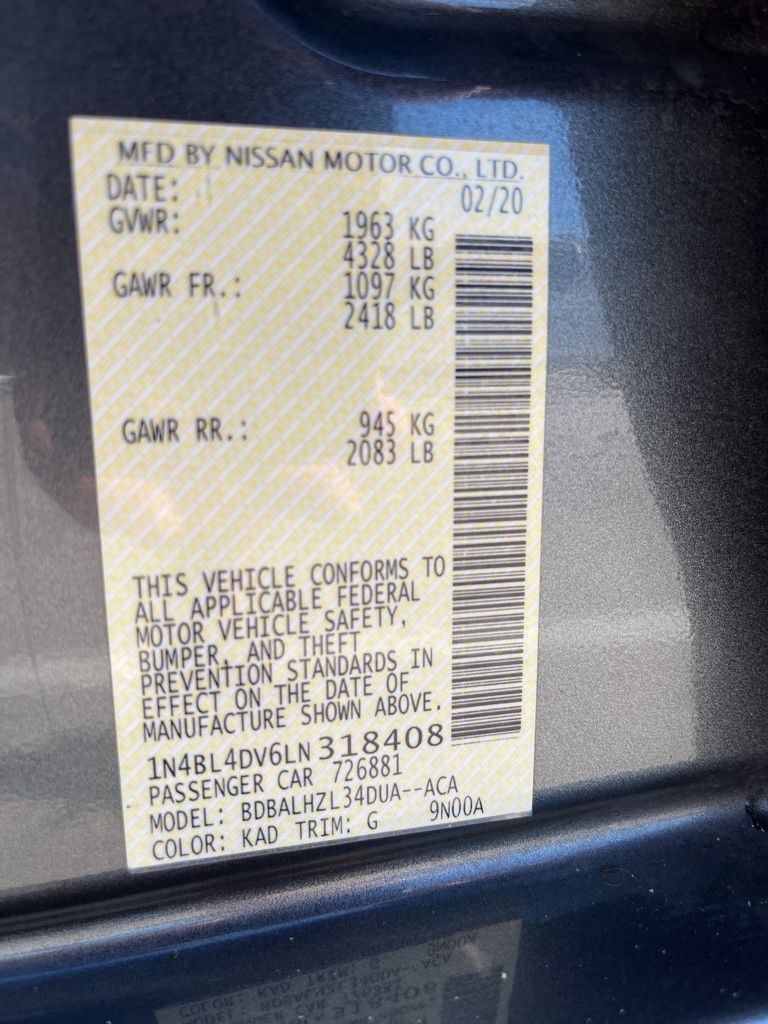 MFD BY NISSAN MOTOR CO., LTD.
DATE: 02/20
GVWR: 1963 KG
4328 LB
GAWR FR.: 1097 KG
2418 LB
GAWR RR.: 945 KG
2083 LB
THIS VEHICLE CONFORMS TO
ALL APPLICABLE FEDERAL
MOTOR VEHICLE SAFETY,
BUMPER, AND THEFT
PREVENTION STANDARDS IN
EFFECT ON THE DATE OF
MANUFACTURE SHOWN ABOVE.
1N4BL4DV6LN318408
PASSENGER CAR 726881
MODEL: BDBALHZL34DUA--ACA
COLOR: KAD TRIM: G 9N00A